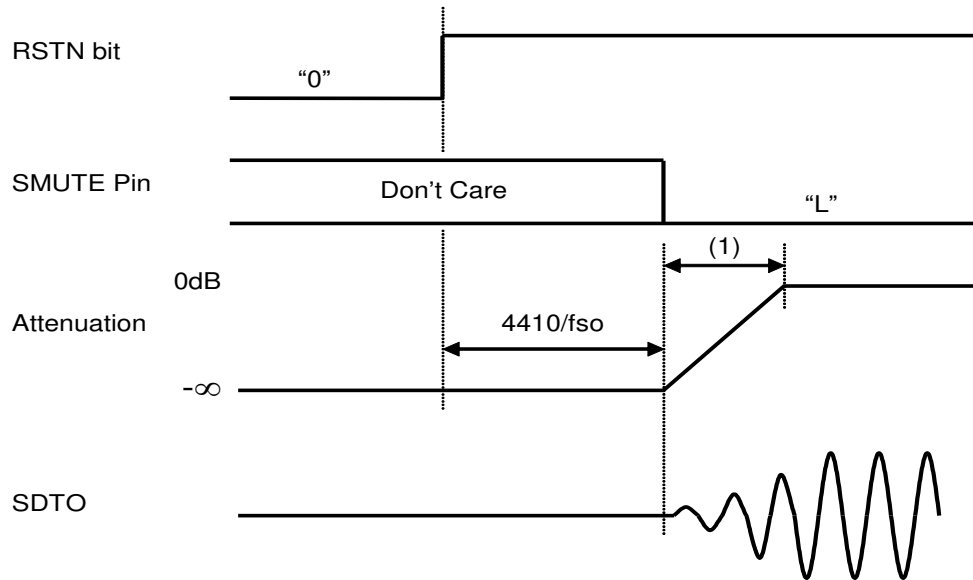 RSTN bit
“0”
SMUTE Pin
Don’t Care
“L”
(1)
0dB
Attenuation
4410/fso
-∞
SDTO